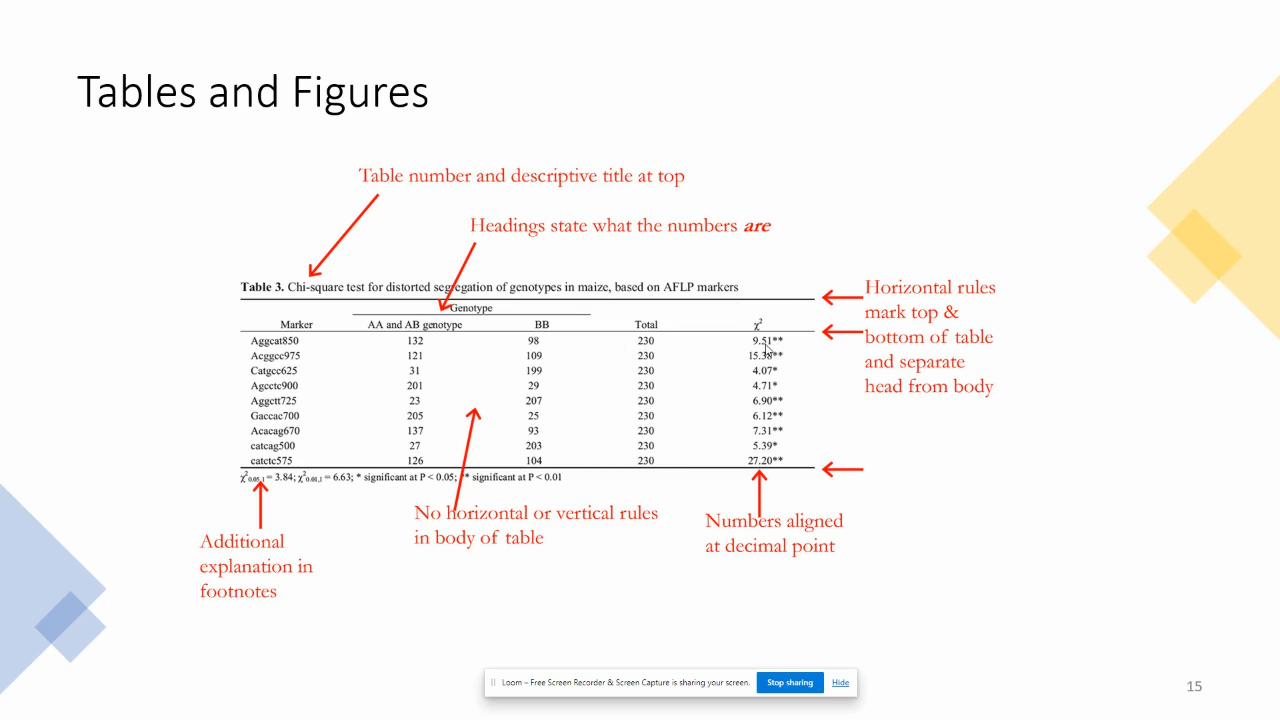 Tables and Figures
Table number and descriptive title at top
Headings state what the numbers are
Table 3. Chi-square test for distorted segregation of genotypes in maize, based on AFLP markers
Genotype
Marker AA and AB genotype BB Total χ2
Aggcat850 132 98 230 9.51**
Acggcc975 121 109 230 15.38**
Catgcc625 31 199 230 4.07*
Agcctc900 201 29 230 4.71*
Aggctt725 23 207 230 6.90**
Gaccac700 205 25 230 6.12**
Acacag670 137 93 230 7.31**
catcag500 27 203 230 5.39*
catctc575 126 104 230 27.20**
χ20.05,1 = 3.84; χ20.01,1 = 6.63; * significant at P < 0.05; ** significant at P < 0.01
Horizontal rules
mark top &
bottom of table
and separate
head from body
No horizontal or vertical rules
in body of table
Numbers aligned
at decimal point
Additional
explanation in
footnotes
Loom – Free Screen Recorder & Screen Capture is sharing your screen. Stop sharing Hide
15